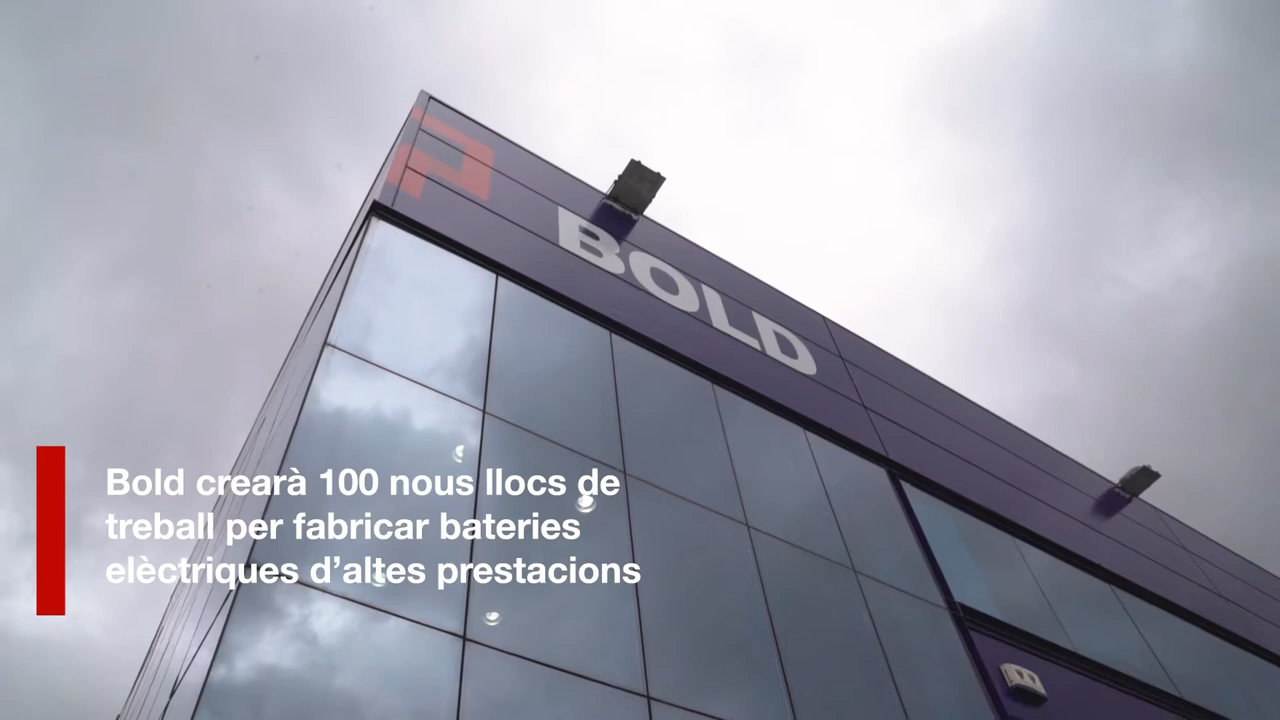 BOLD
Bold crearà 100 nous llocs de
treball per fabricar bateries
elèctriques d’altes prestacions